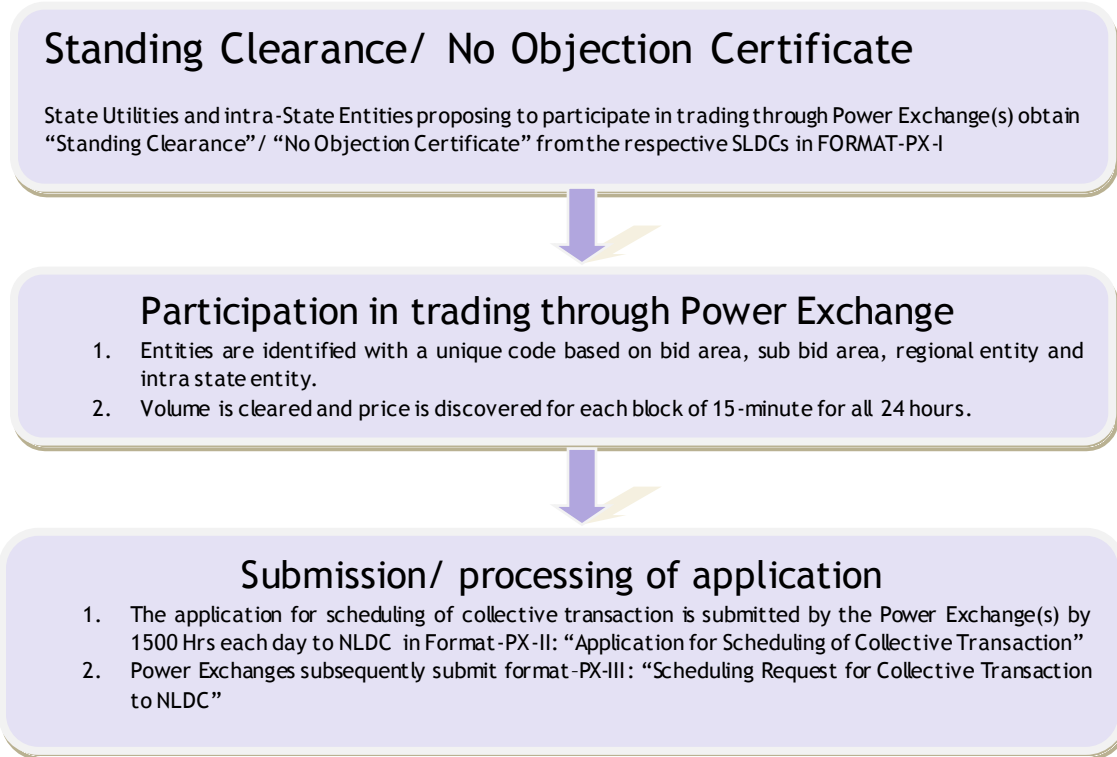 Standing Clearance/ No Objection Certificate
State Utilities and intra-State Entities proposing to participate in trading through Power Exchange(s) obtain
“Standing Clearance”/ “No Objection Certificate” from the respective SLDCs in FORMAT-PX-I
Participation in trading through Power Exchange
1. Entities are identified with a unique code based on bid area, sub bid area, regional entity and
intra state entity.
2. Volume is cleared and price is discovered for each block of 15-minute for all 24 hours.
Submission/ processing of application
1. The application for scheduling of collective transaction is submitted by the Power Exchange(s) by
1500 Hrs each day to NLDC in Format-PX-II: “Application for Scheduling of Collective Transaction”
2. Power Exchanges subsequently submit format-PX-III: “Scheduling Request for Collective Transaction
to NLDC”